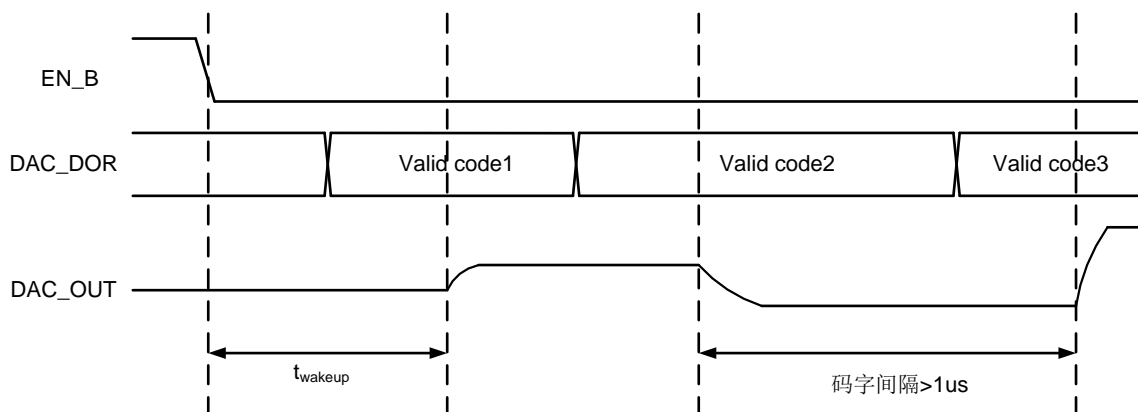 EN_B
DAC_DOR
Valid code1
Valid code2
Valid code3
DAC_OUT
twakeup
码字间隔>1us